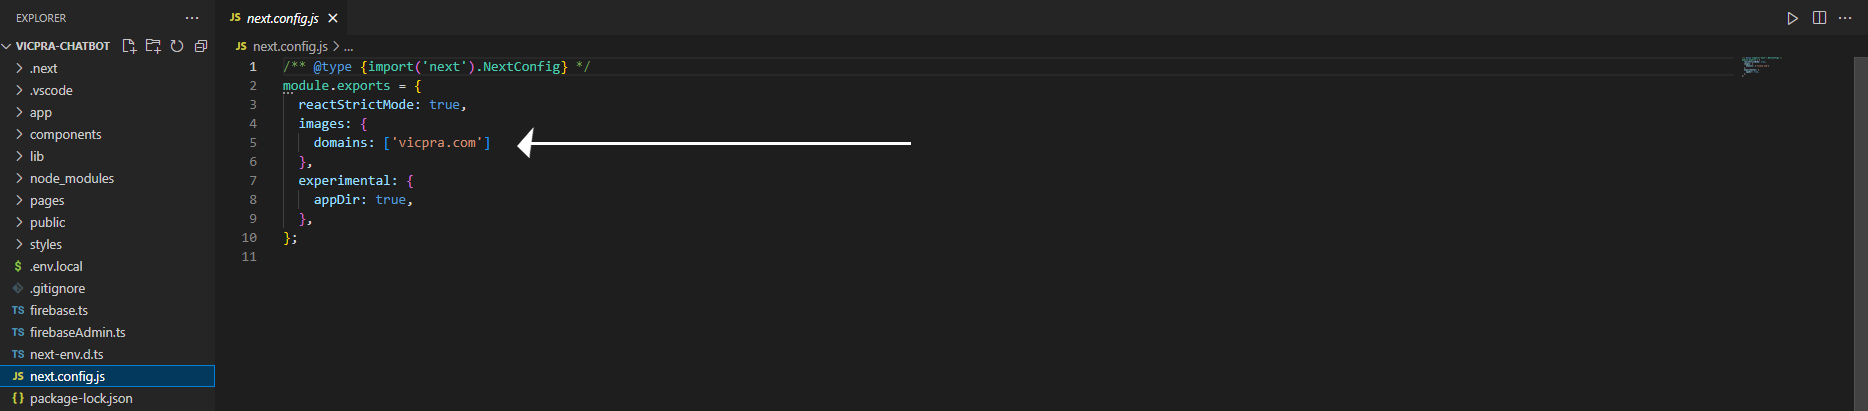 EXPLORER ...
VICPRA-CHATBOT
.next
.vscode
app
components
lib
node_modules
pages
public
styles
$ .env.local
.gitignore
TS firebase.ts
TS firebaseAdmin.ts
TS next-env.d.ts
JS next.config.js
{} package-lock.json
JS next.config.js
JS next.config.js > ...
1 /** @type {import('next').NextConfig} */
2 module.exports = {
3 reactStrictMode: true,
4 images: {
5 domains: ['vicpra.com']
6 },
7 experimental: {
8 appDir: true,
9 },
10 };
11